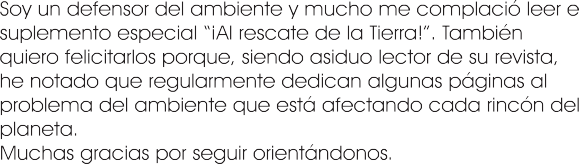 Soy un defensor del ambiente y mucho me complació leer e
suplemento especial “¡Al rescate de la Tierra!”. También
quiero felicitarlos porque, siendo asiduo lector de su revista,
he notado que regularmente dedican algunas páginas al
problema del ambiente que está afectando cada rincón del
planeta.
Muchas gracias por seguir orientándonos.